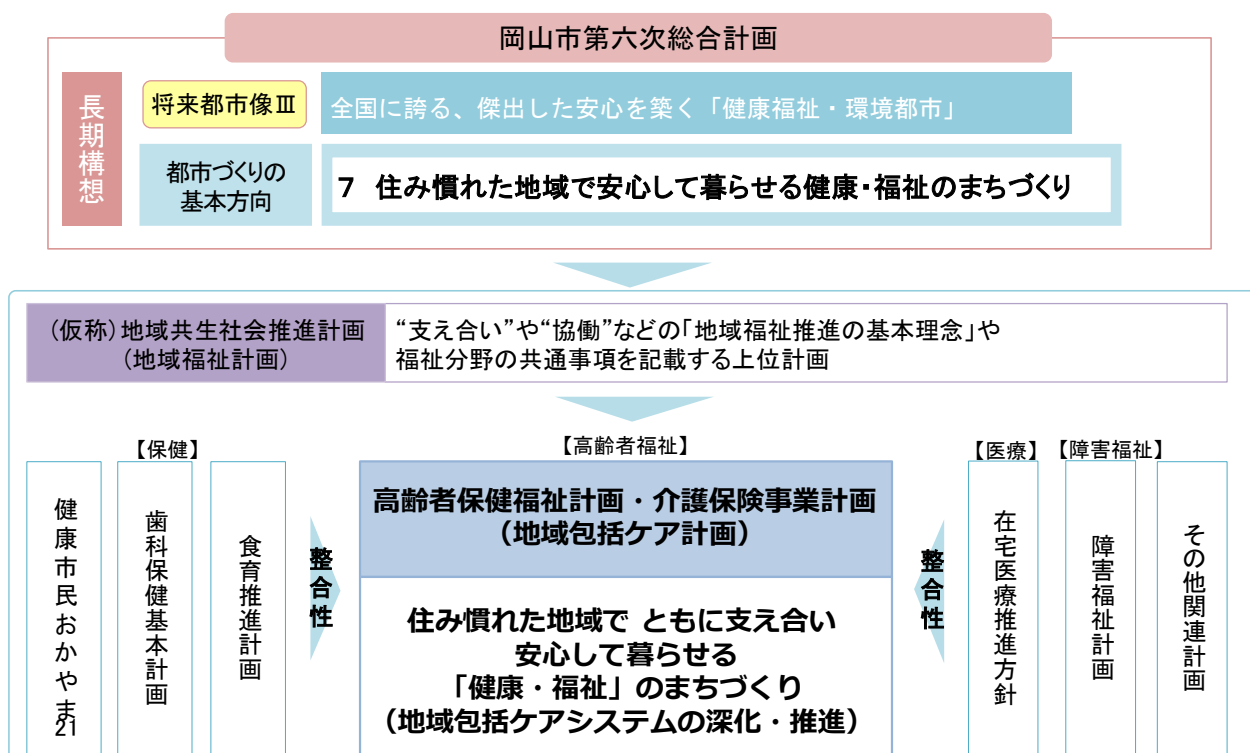 岡山市第六次総合計画
長期構想
将来都市像Ⅲ
全国に誇る、傑出した安心を築く「健康福祉・環境都市」
都市づくりの
基本方向
7 住み慣れた地域で安心して暮らせる健康・福祉のまちづくり
(仮称)地域共生社会推進計画
(地域福祉計画)
“支え合い”や“協働”などの「地域福祉推進の基本理念」や
福祉分野の共通事項を記載する上位計画
【保健】
【高齢者福祉】
【医療】
【障害福祉】
健康市民おかやま21
歯科保健基本計画
食育推進計画
整合性
高齢者保健福祉計画・介護保険事業計画
(地域包括ケア計画)
住み慣れた地域で ともに支え合い
安心して暮らせる
「健康・福祉」のまちづくり
(地域包括ケアシステムの深化・推進)
整合性
在宅医療推進方針
障害福祉計画
その他関連計画